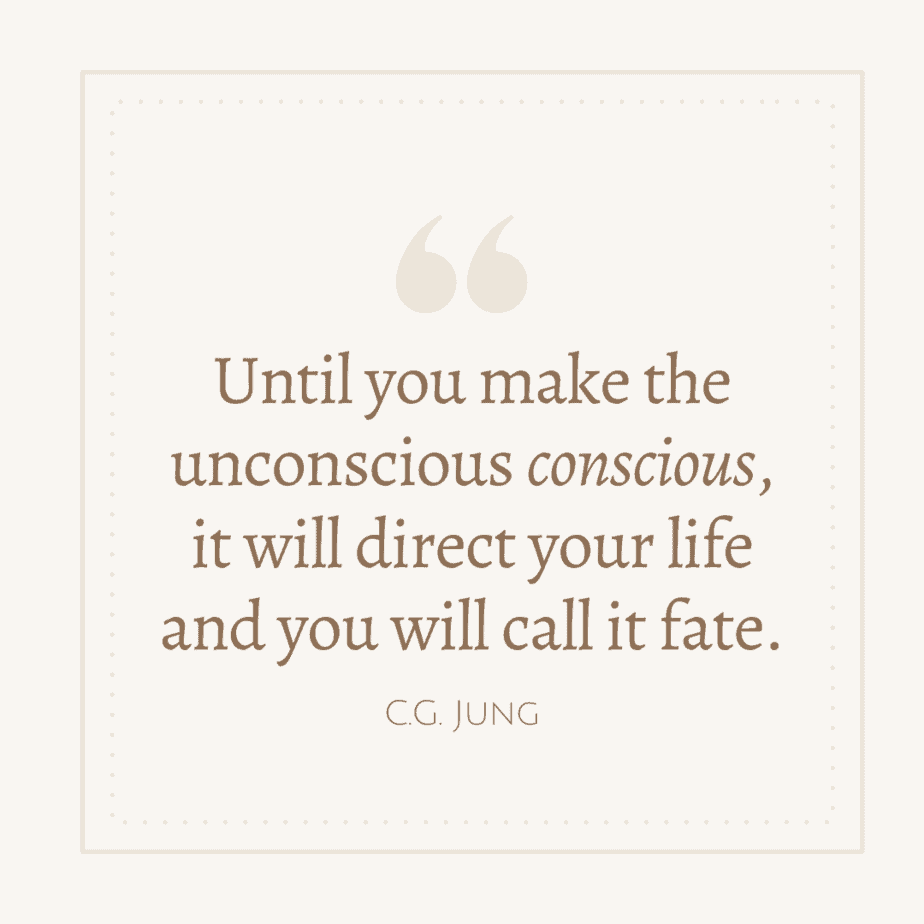 “
Until you make the
unconscious conscious,
it will direct your life
and you will call it fate.
C.G. Jung